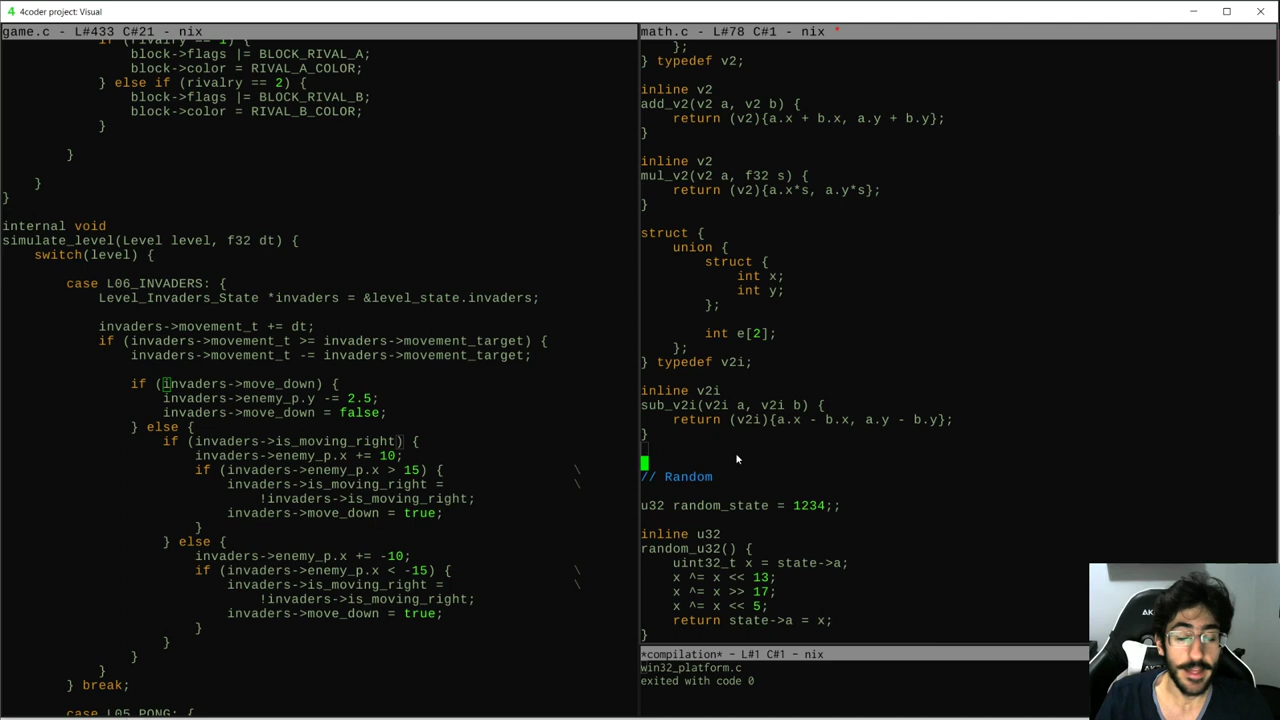 4 4coder project: Visual
game.c - L#433 C#21 - nix
if (rivalry == 1) {
block->flags |= BLOCK_RIVAL_A;
block->color = RIVAL_A_COLOR;
} else if (rivalry == 2) {
block->flags |= BLOCK_RIVAL_B;
block->color = RIVAL_B_COLOR;
}
}
}
}
internal void
simulate_level(Level level, f32 dt) {
switch(level) {
case L06_INVADERS: {
Level_Invaders_State *invaders = &level_state.invaders;
invaders->movement_t += dt;
if (invaders->movement_t >= invaders->movement_target) {
invaders->movement_t -= invaders->movement_target;
if (invaders->move_down) {
invaders->enemy_p.y -= 2.5;
invaders->move_down = false;
} else {
if (invaders->is_moving_right) {
invaders->enemy_p.x += 10;
if (invaders->enemy_p.x > 15) { \
invaders->is_moving_right = \
!invaders->is_moving_right;
invaders->move_down = true;
}
} else {
invaders->enemy_p.x += -10;
if (invaders->enemy_p.x < -15) { \
invaders->is_moving_right = \
!invaders->is_moving_right;
invaders->move_down = true;
}
}
}
}
} break;
case L05_PONG: {
math.c - L#78 C#1 - nix *
};
} typedef v2;
inline v2
add_v2(v2 a, v2 b) {
return (v2){a.x + b.x, a.y + b.y};
}
inline v2
mul_v2(v2 a, f32 s) {
return (v2){a.x*s, a.y*s};
}
struct {
union {
struct {
int x;
int y;
};
int e[2];
};
} typedef v2i;
inline v2i
sub_v2i(v2i a, v2i b) {
return (v2i){a.x - b.x, a.y - b.y};
}
// Random
u32 random_state = 1234;;
inline u32
random_u32() {
uint32_t x = state->a;
x ^= x << 13;
x ^= x >> 17;
x ^= x << 5;
return state->a = x;
}
*compilation* - L#1 C#1 - nix
win32_platform.c
exited with code 0